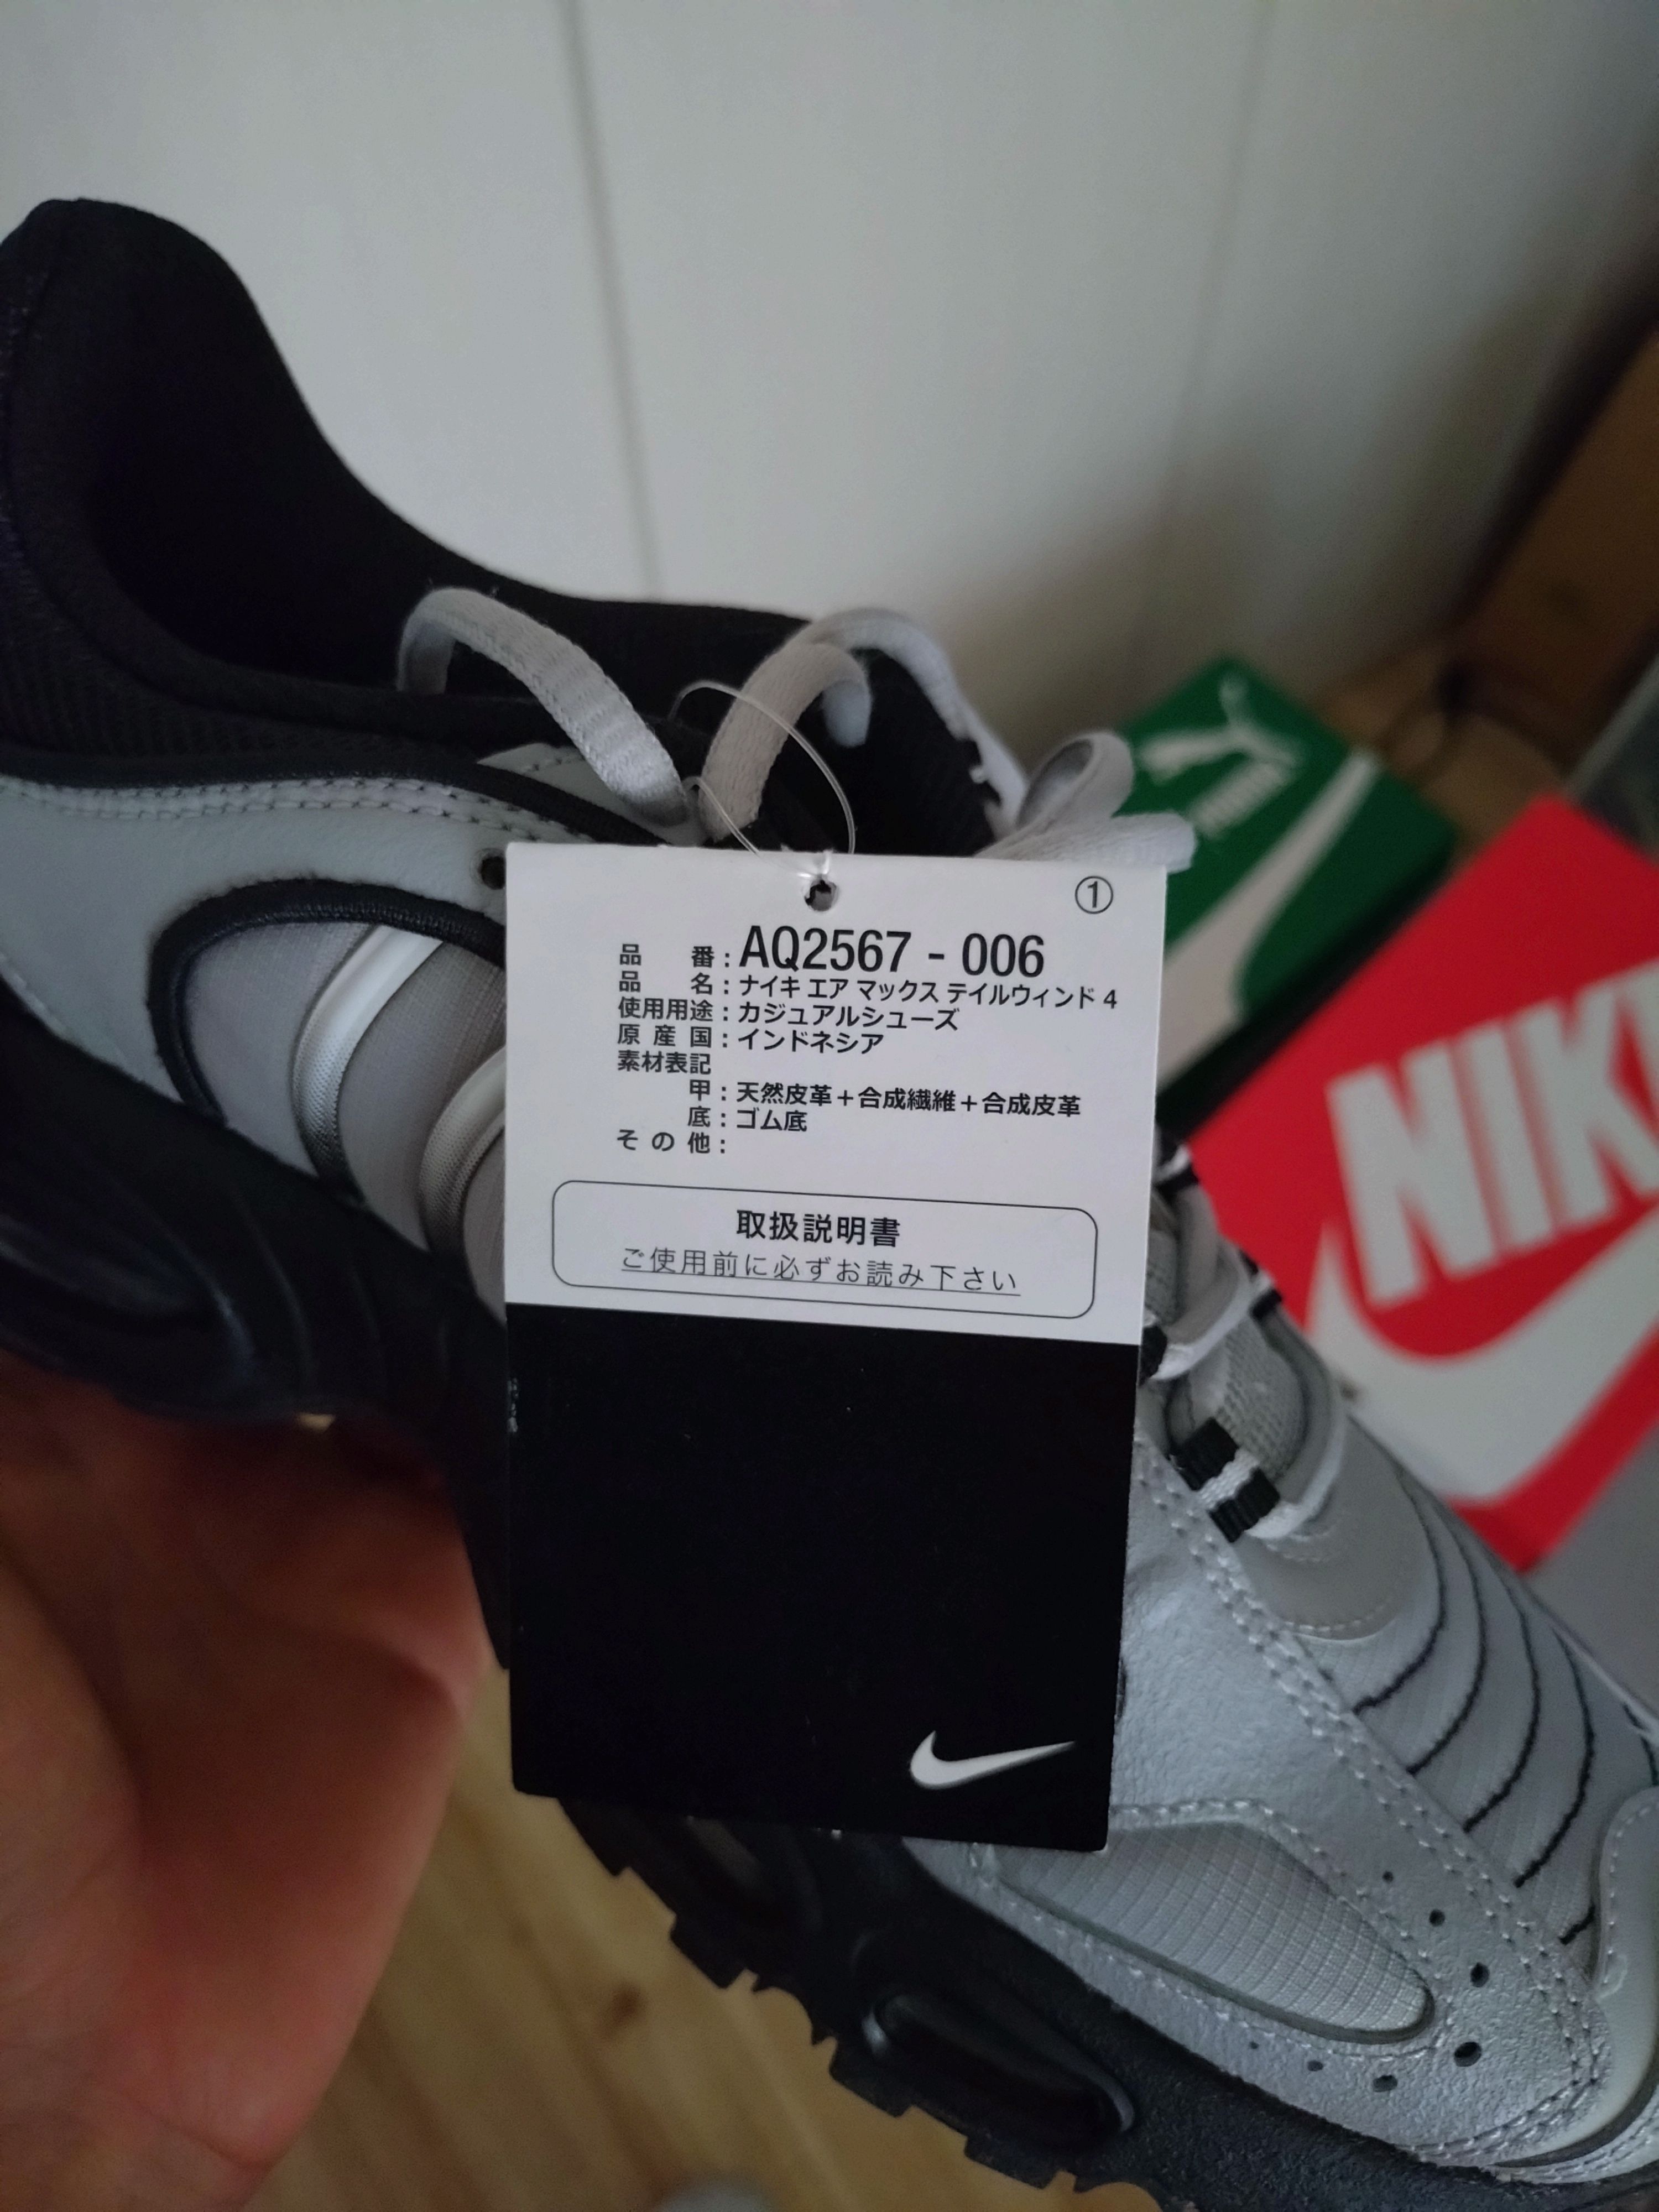 ①
品番：AQ2567 - 006
品名：ナイキ エア マックス テイルウィンド 4
使用用途：カジュアルシューズ
原産国：インドネシア
素材表記
甲：天然皮革＋合成繊維＋合成皮革
底：ゴム底
その他：
取扱説明書
ご使用前に必ずお読み下さい